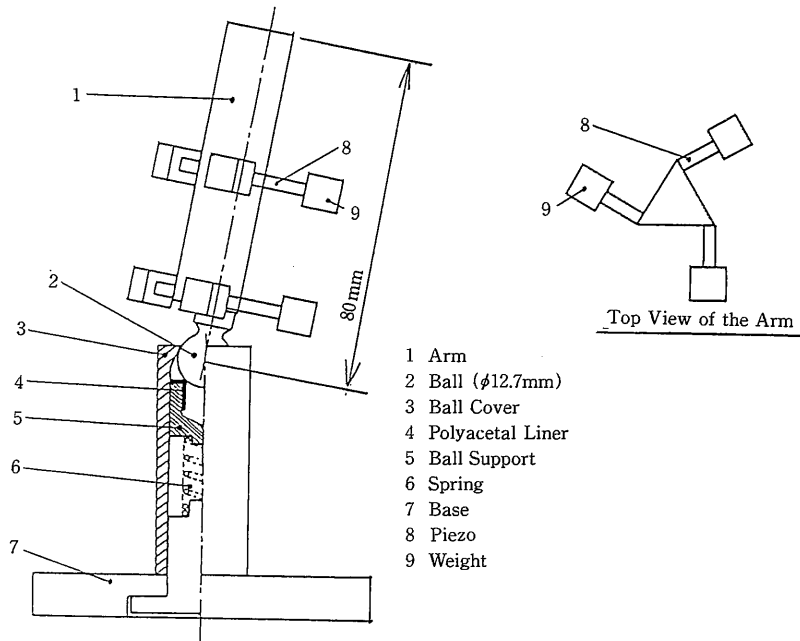 1
8
9
80mm
2
3
4
5
6
7
8
9
Top View of the Arm
1 Arm
2 Ball (φ12.7mm)
3 Ball Cover
4 Polyacetal Liner
5 Ball Support
6 Spring
7 Base
8 Piezo
9 Weight